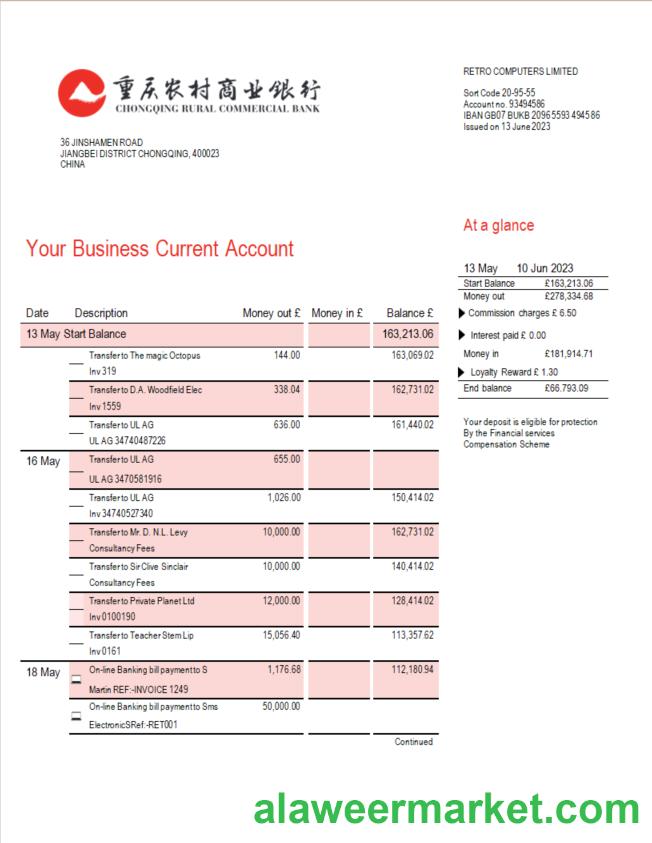 重庆农村商业银行
CHONGQING RURAL COMMERCIAL BANK
36 JINSHAMEN ROAD
JIANGBEI DISTRICT CHONGQING, 400023
CHINA
RETRO COMPUTERS LIMITED
Sort Code 20-95-55
Account no. 93494586
IBAN GB07 BUKB 20965593 494586
Issued on 13 June 2023
At a glance
13 May 10 Jun 2023
Start Balance £163,213.06
Money out £278,334.68
Commission charges £ 6.50
Interest paid £ 0.00
Money in £181,914.71
Loyalty Reward £ 1.30
End balance £66.793.09
Your deposit is eligible for protection
By the Financial services
Compensation Scheme
Your Business Current Account
Date Description Money out £ Money in £ Balance £
13 May Start Balance 163,213.06
Transfer to The magic Octopus 144.00 163,069.02
Inv 319
Transfer to D.A. Woodfield Elec 338.04 162,731.02
Inv 1559
Transfer to UL AG 636.00 161,440.02
UL AG 34740487226
16 May Transfer to UL AG 655.00
UL AG 3470581916
Transfer to UL AG 1,026.00 150,414.02
Inv 34740527340
Transfer to Mr. D. N.L. Levy 10,000.00 162,731.02
Consultancy Fees
Transfer to Sir Clive Sinclair 10,000.00 140,414.02
Consultancy Fees
Transfer to Private Planet Ltd 12,000.00 128,414.02
Inv 0100190
Transfer to Teacher Stem Lip 15,056.40 113,357.62
Inv 0161
18 May On-line Banking bill payment to S 1,176.68 112,180.94
Martin REF:-INVOICE 1249
On-line Banking bill payment to Sms 50,000.00
ElectronicSRef:-RET001
Continued
alaweermarket.com